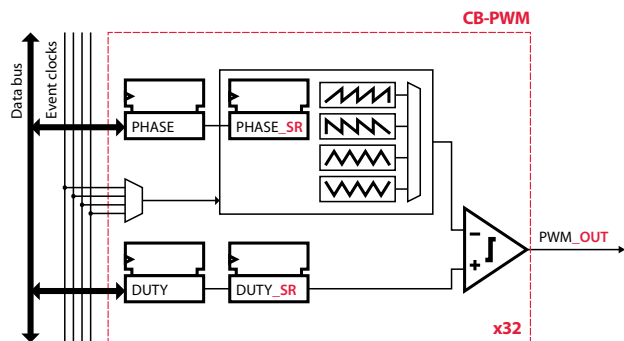 CB-PWM
Data bus
Event clocks
PHASE
PHASE_SR
DUTY
DUTY_SR
PWM_OUT
x32